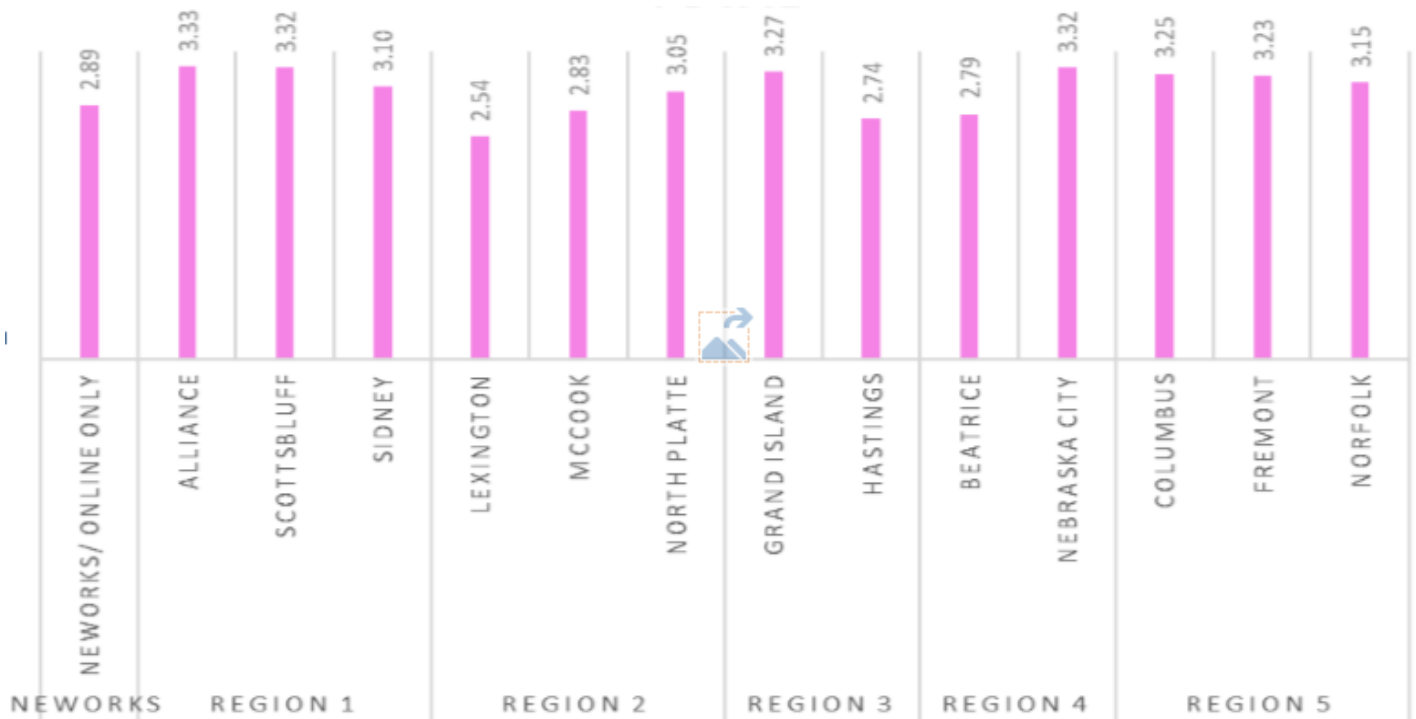 2.89
3.33
3.32
3.10
2.54
2.83
3.05
3.27
2.74
2.79
3.32
3.25
3.23
3.15
NEWORKS/ ONLINE ONLY
ALLIANCE
SCOTTSBLUFF
SIDNEY
LEXINGTON
MCCOOK
NORTH PLATTE
GRAND ISLAND
HASTINGS
BEATRICE
NEBRASKA CITY
COLUMBUS
FREMONT
NORFOLK
NEWORKS
REGION 1
REGION 2
REGION 3
REGION 4
REGION 5